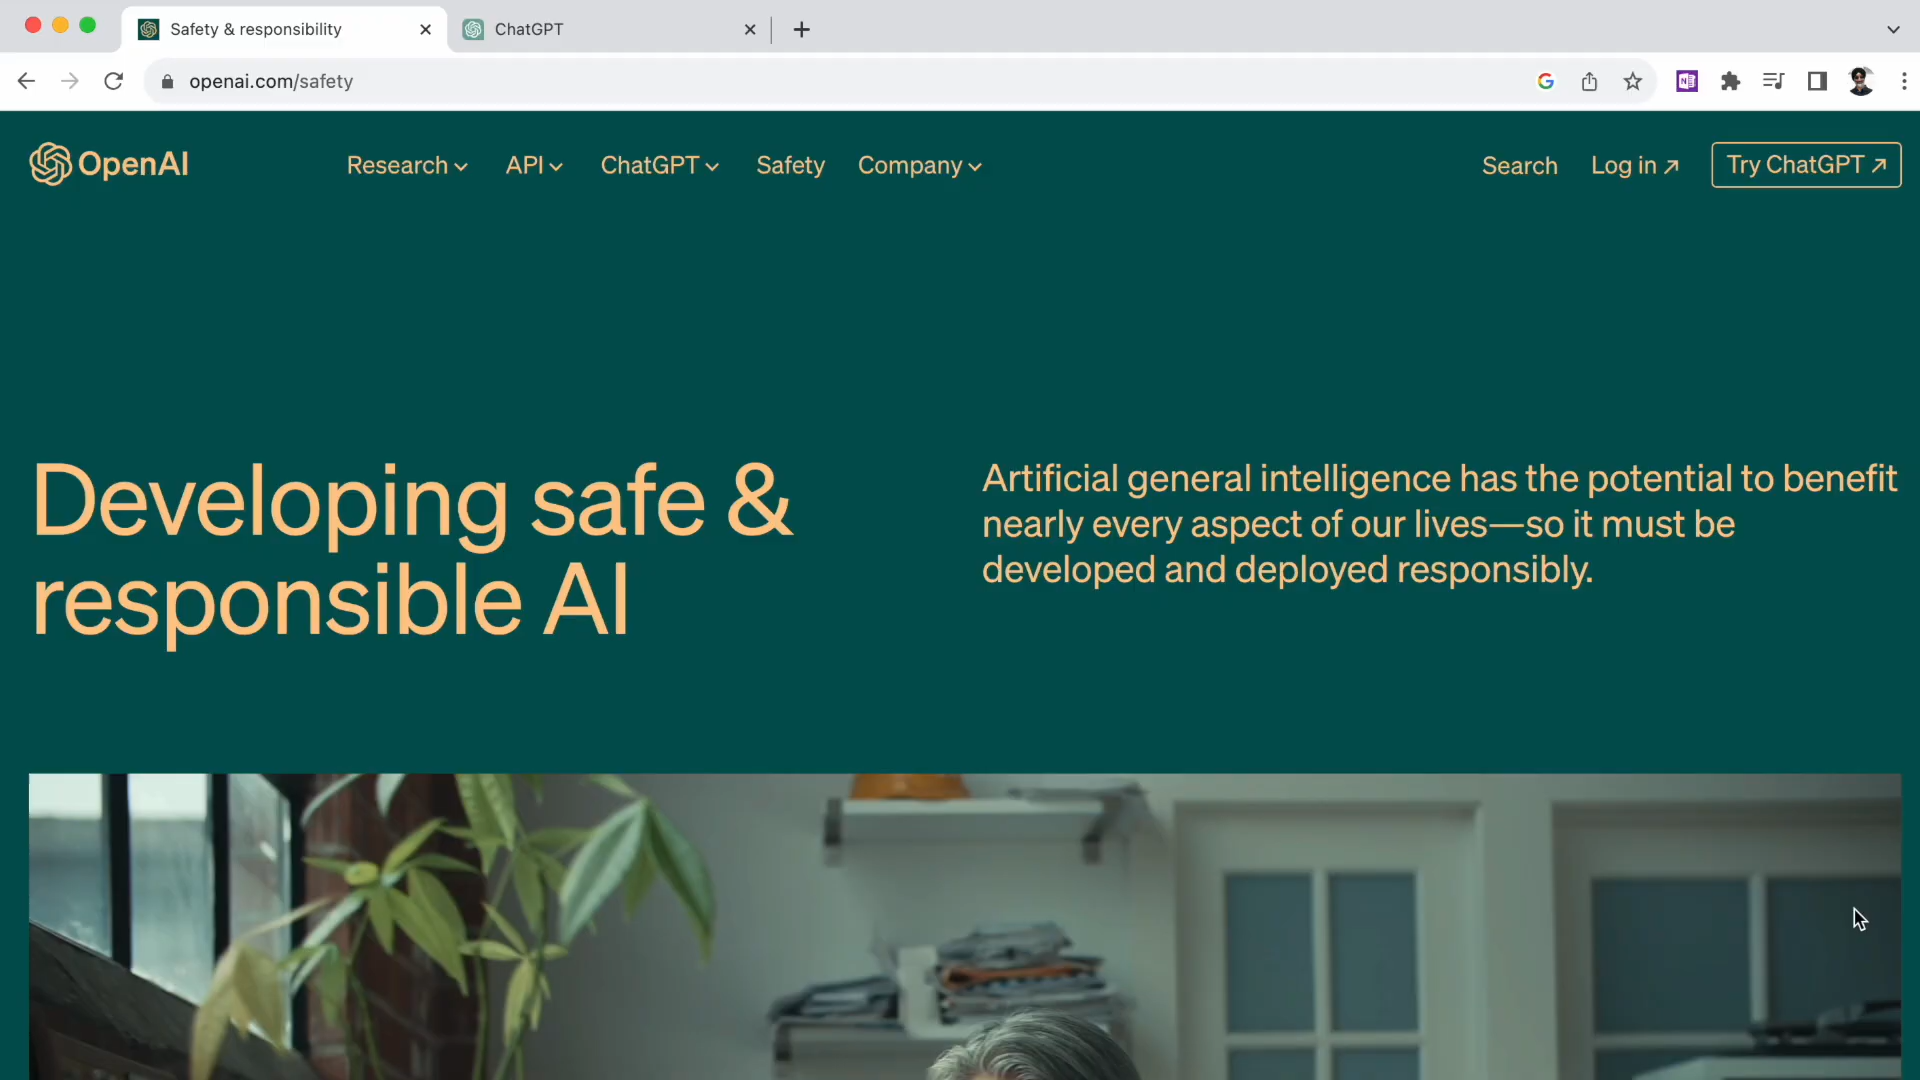 Safety & responsibility
ChatGPT
openai.com/safety
OpenAI
Research
API
ChatGPT
Safety
Company
Search
Log in ↗
Try ChatGPT ↗
Developing safe &
responsible AI
Artificial general intelligence has the potential to benefit
nearly every aspect of our lives—so it must be
developed and deployed responsibly.